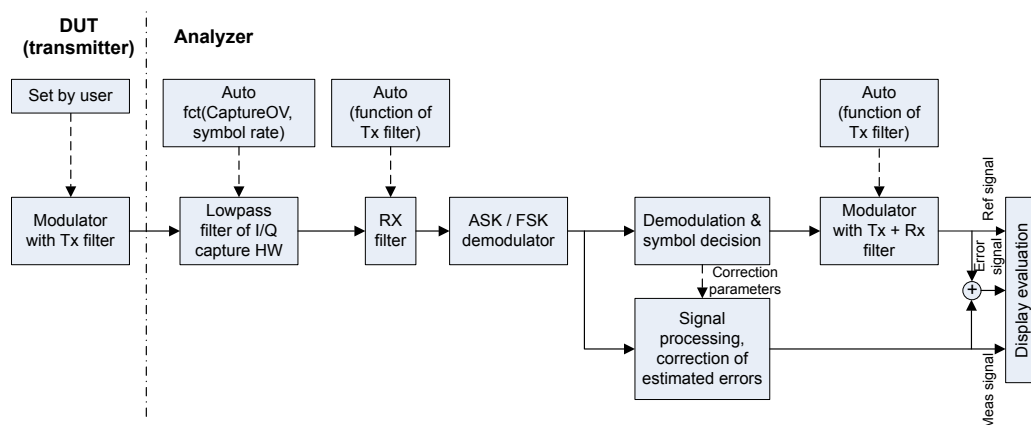 DUT
(transmitter)
Analyzer
Set by user
Auto
fct(CaptureOV,
symbol rate)
Auto
(function of
Tx filter)
Auto
(function of
Tx filter)
Modulator
with Tx filter
Lowpass
filter of I/Q
capture HW
RX
filter
ASK / FSK
demodulator
Demodulation &
symbol decision
Modulator
with Tx + Rx
filter
Ref signal
Error
signal
+
Correction
parameters
Signal
processing,
correction of
estimated errors
Meas signal
Display evaluation